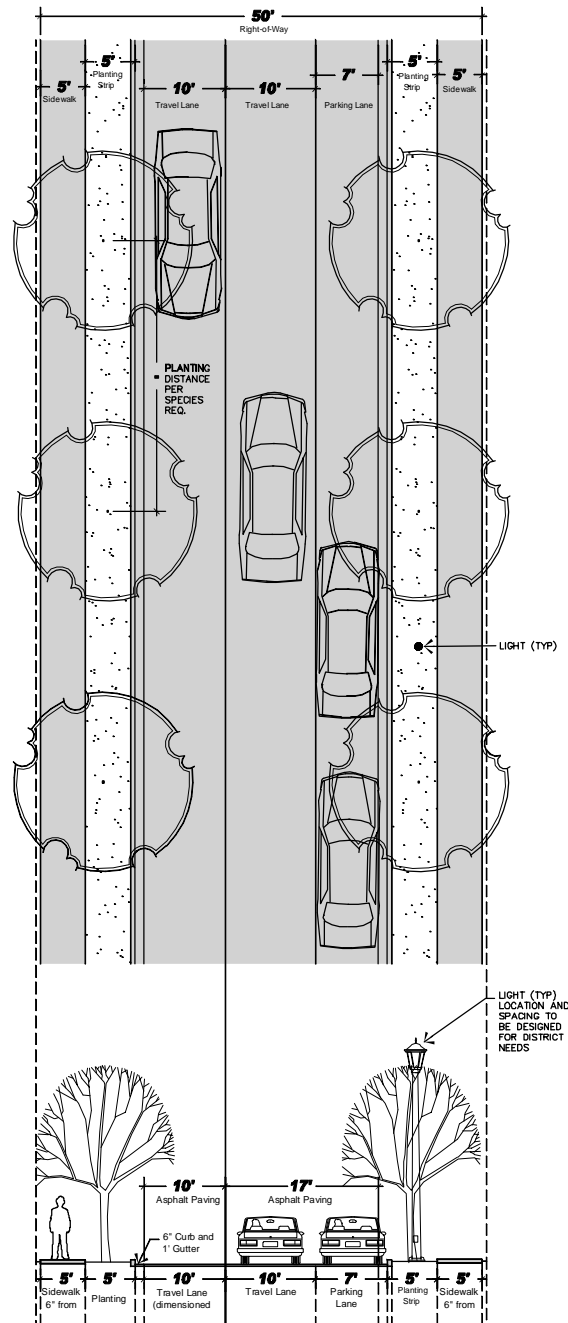 50'
Right-of-Way
5'
Planting
Strip
5'
Sidewalk
10'
Travel Lane
10'
Travel Lane
7'
Parking Lane
5'
Planting
Strip
5'
Sidewalk
PLANTING
DISTANCE
PER
SPECIES
REQ.
LIGHT (TYP)
LIGHT (TYP)
LOCATION AND
SPACING TO
BE DESIGNED
FOR DISTRICT
NEEDS
10'
Asphalt Paving
17'
Asphalt Paving
6" Curb and
1' Gutter
5'
Sidewalk
6" from
5'
Planting
10'
Travel Lane
(dimensioned
10'
Travel Lane
7'
Parking
Lane
5'
Planting
Strip
5'
Sidewalk
6" from